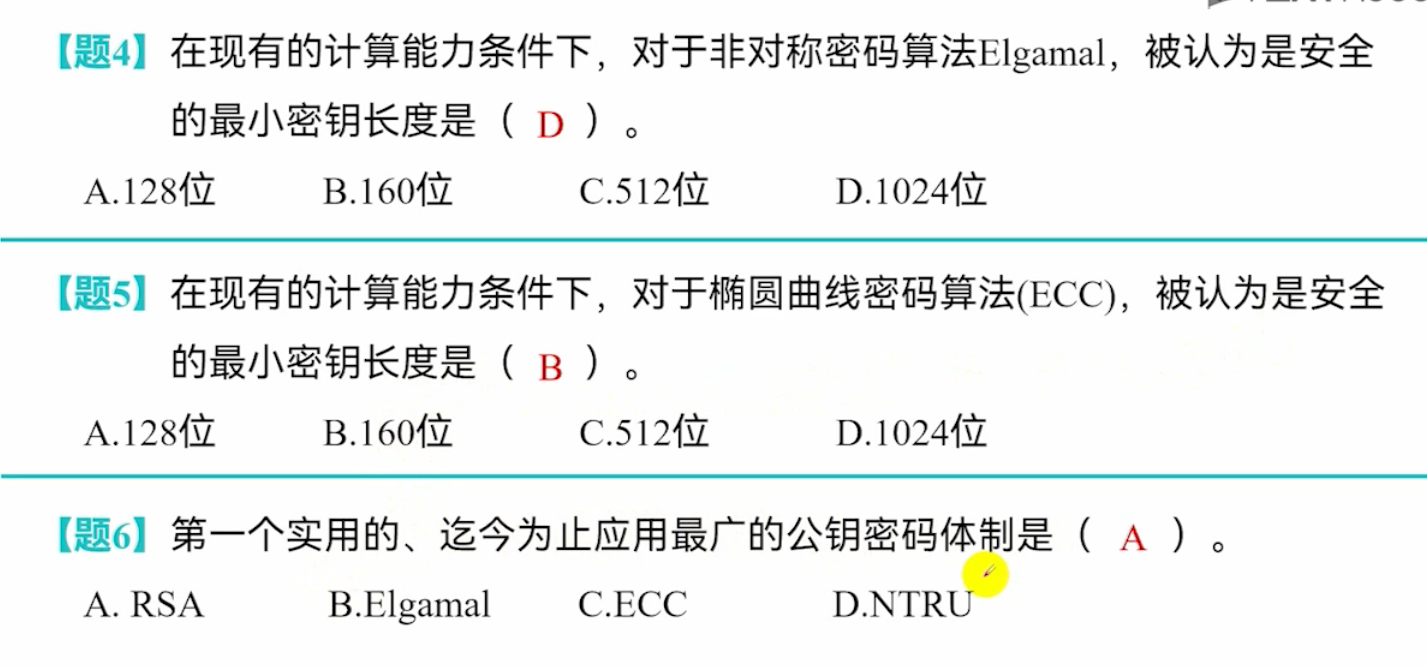 【题4】在现有的计算能力条件下，对于非对称密码算法Elgamal，被认为是安全
的最小密钥长度是（ D ）。
A.128位 B.160位 C.512位 D.1024位
【题5】在现有的计算能力条件下，对于椭圆曲线密码算法(ECC)，被认为是安全
的最小密钥长度是（ B ）。
A.128位 B.160位 C.512位 D.1024位
【题6】第一个实用的、迄今为止应用最广的公钥密码体制是（ A ）。
A. RSA B.Elgamal C.ECC D.NTRU